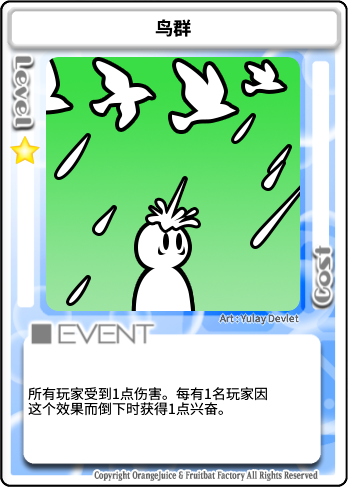 鸟群
Level
Cost
Art : Yulay Devlet
EVENT
所有玩家受到1点伤害。每有1名玩家因
这个效果而倒下时获得1点兴奋。
Copyright OrangeJuice & Fruitbat Factory All Rights Reserved